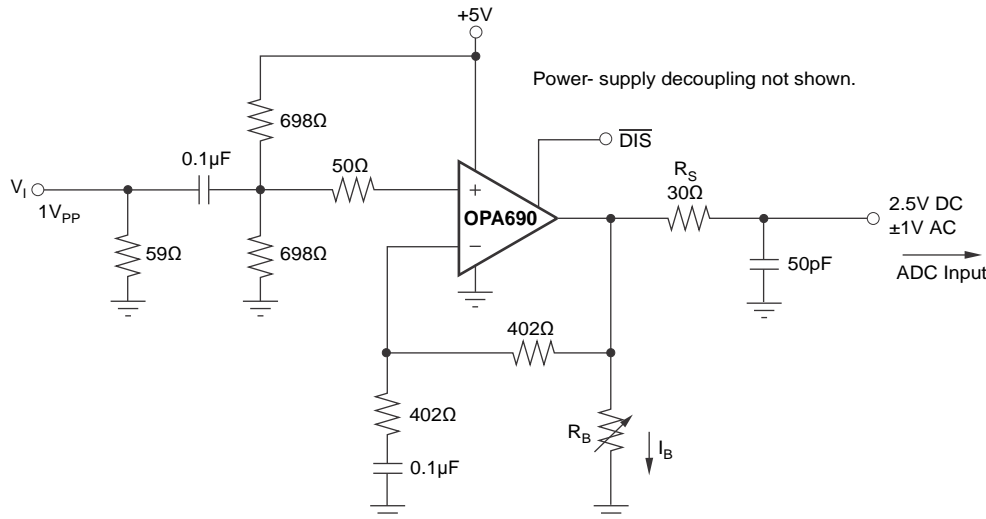 +5V
Power- supply decoupling not shown.
698Ω
DIS
0.1µF
50Ω
R_S
30Ω
V_I
1V_PP
+
OPA690
−
2.5V DC
±1V AC
ADC Input
59Ω
698Ω
50pF
402Ω
402Ω
R_B
I_B
0.1µF